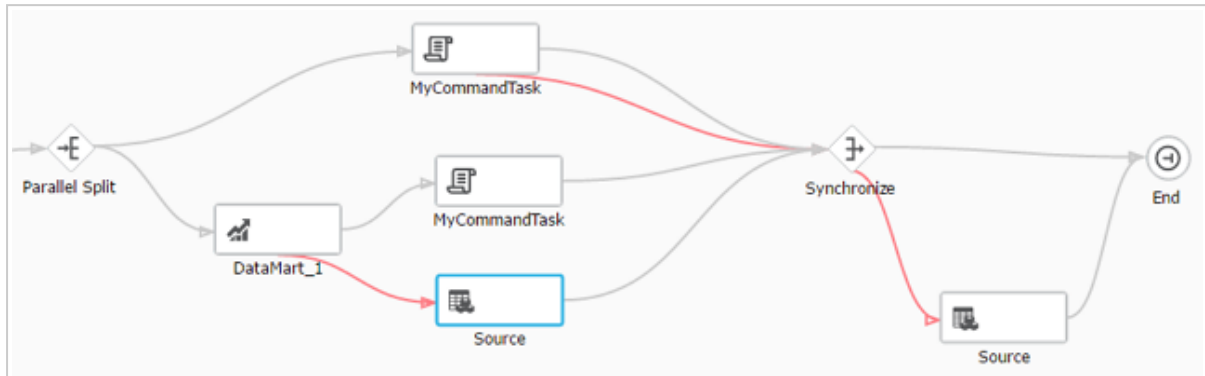 MyCommandTask
Parallel Split
Synchronize
End
MyCommandTask
DataMart_1
Source
Source